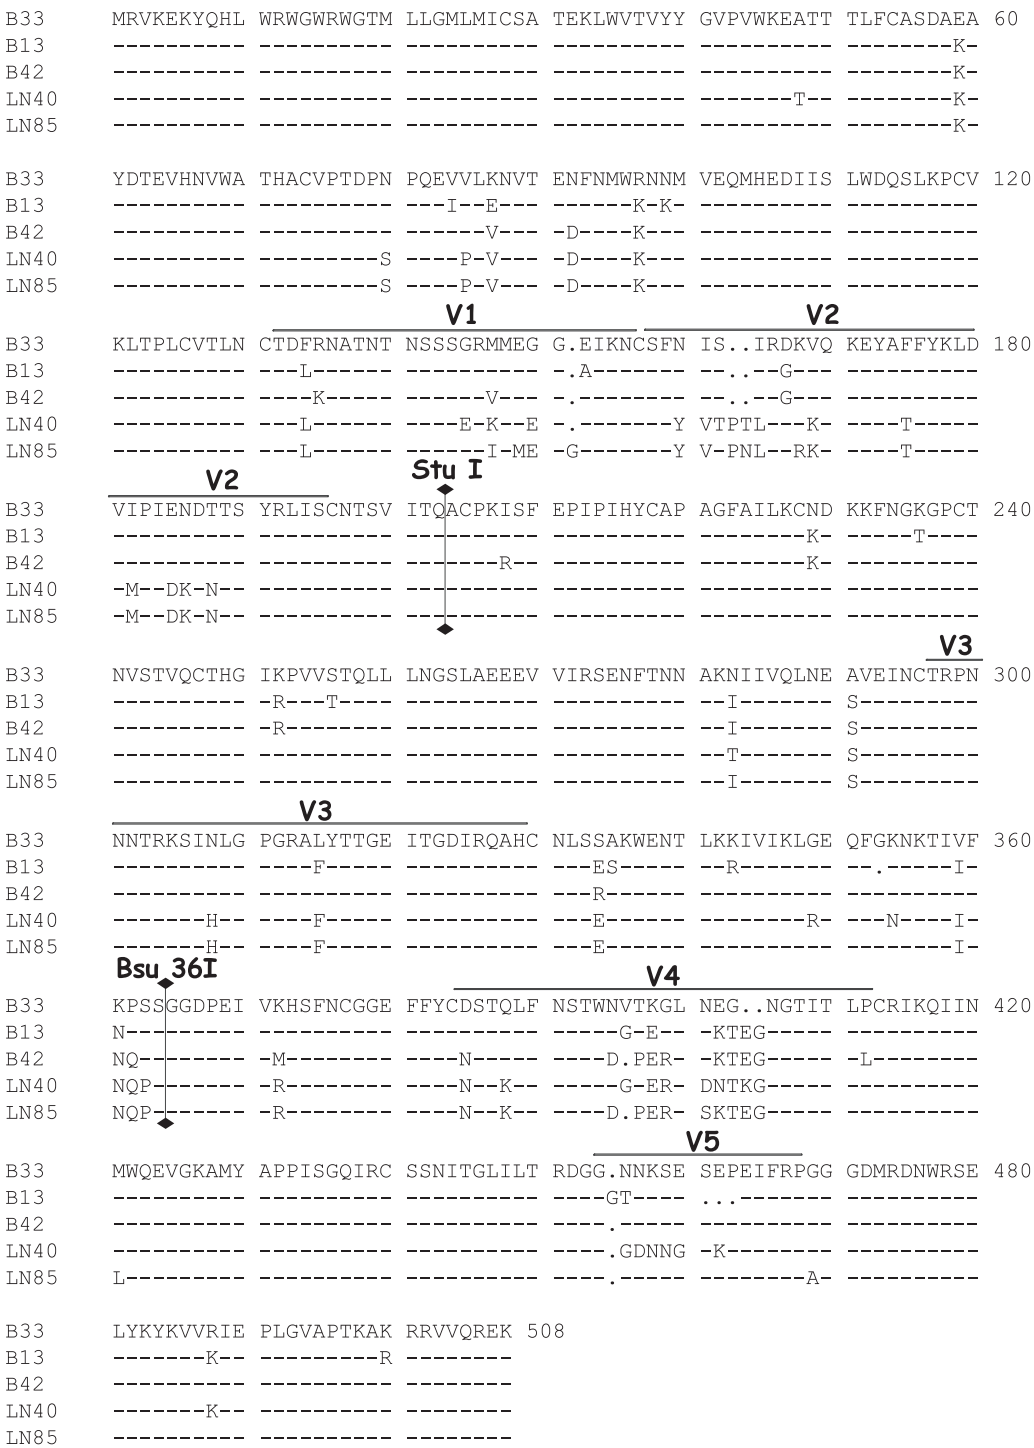 B33 MRVKEKYQHL WRWGWRWGTM LLGMLMICSA TEKLWVTVYY GVPVWKEATT TLFCASDAEA 60
B13 ---------- ---------- ---------- ---------- ---------- --------K-
B42 ---------- ---------- ---------- ---------- ---------- --------K-
LN40 ---------- ---------- ---------- ---------- -------T-- --------K-
LN85 ---------- ---------- ---------- ---------- ---------- --------K-
B33 YDTEVHNVWA THACVPTDPN PQEVVLKNVT ENFNMWRNNM VEQMHEDIIS LWDQSLKPCV 120
B13 ---------- ---------- ---I--E--- ------K-K- ---------- ----------
B42 ---------- ---------- ------V--- -D----K--- ---------- ----------
LN40 ---------- ---------S ----P-V--- -D----K--- ---------- ----------
LN85 ---------- ---------S ----P-V--- -D----K--- ---------- ----------
V1 V2
B33 KLTPLCVTLN CTDFRNATNT NSSSGRMMEG G.EIKNCSFN IS..IRDKVQ KEYAFFYKLD 180
B13 ---------- ---L------ ---------- -.A------- --..--G--- ----------
B42 ---------- ----K----- ------V--- -.-------- --..--G--- ----------
LN40 ---------- ---L------ ----E-K--E -.-------Y VTPTL---K- ----T-----
LN85 ---------- ---L------ ------I-ME -G-------Y V-PNL--RK- ----T-----
V2 Stu I
B33 VIPIENDTTS YRLISCNTSV ITQACPKISF EPIPIHYCAP AGFAILKCND KKFNGKGPCT 240
B13 ---------- ---------- ---------- ---------- --------K- -----T----
B42 ---------- ---------- -------R-- ---------- --------K- ----------
LN40 -M--DK-N-- ---------- ---------- ---------- ---------- ----------
LN85 -M--DK-N-- ---------- ---------- ---------- ---------- ----------
V3
B33 NVSTVQCTHG IKPVVSTQLL LNGSLAEEEV VIRSENFTNN AKNIIVQLNE AVEINCTRPN 300
B13 ---------- -R---T---- ---------- ---------- --I------- S---------
B42 ---------- -R-------- ---------- ---------- --I------- S---------
LN40 ---------- ---------- ---------- ---------- --T------- S---------
LN85 ---------- ---------- ---------- ---------- --I------- S---------
V3
B33 NNTRKSINLG PGRALYTTGE ITGDIRQAHC NLSSAKWENT LKKIVIKLGE QFGKNKTIVF 360
B13 ---------- ----F----- ---------- ---ES----- --R------- --.-----I-
B42 ---------- ---------- ---------- ---R------ ---------- ----------
LN40 -------H-- ----F----- ---------- ---E------ --------R- ---N----I-
LN85 -------H-- ----F----- ---------- ---E------ ---------- --------I-
Bsu 36I V4
B33 KPSSGGDPEI VKHSFNCGGE FFYCDSTQLF NSTWNVTKGL NEG..NGTIT LPCRIKQIIN 420
B13 N--------- ---------- ---------- -----G-E-- -KTEG----- ----------
B42 NQ-------- -M-------- ----N----- ----D.PER- -KTEG----- -L--------
LN40 NQP------- -R-------- ----N--K-- -----G-ER- DNTKG----- ----------
LN85 NQP------- -R-------- ----N--K-- ----D.PER- SKTEG----- ----------
V5
B33 MWQEVGKAMY APPISGQIRC SSNITGLILT RDGG.NNKSE SEPEIFRPGG GDMRDNWRSE 480
B13 ---------- ---------- ---------- ----GT---- ...------- ----------
B42 ---------- ---------- ---------- ----.----- ---------- ----------
LN40 ---------- ---------- ---------- ----.GDNNG -K-------- ----------
LN85 L--------- ---------- ---------- ----.----- --------A- ----------
B33 LYKYKVVRIE PLGVAPTKAK RRVVQREK 508
B13 -------K-- ---------R --------
B42 ---------- ---------- --------
LN40 -------K-- ---------- --------
LN85 ---------- ---------- --------